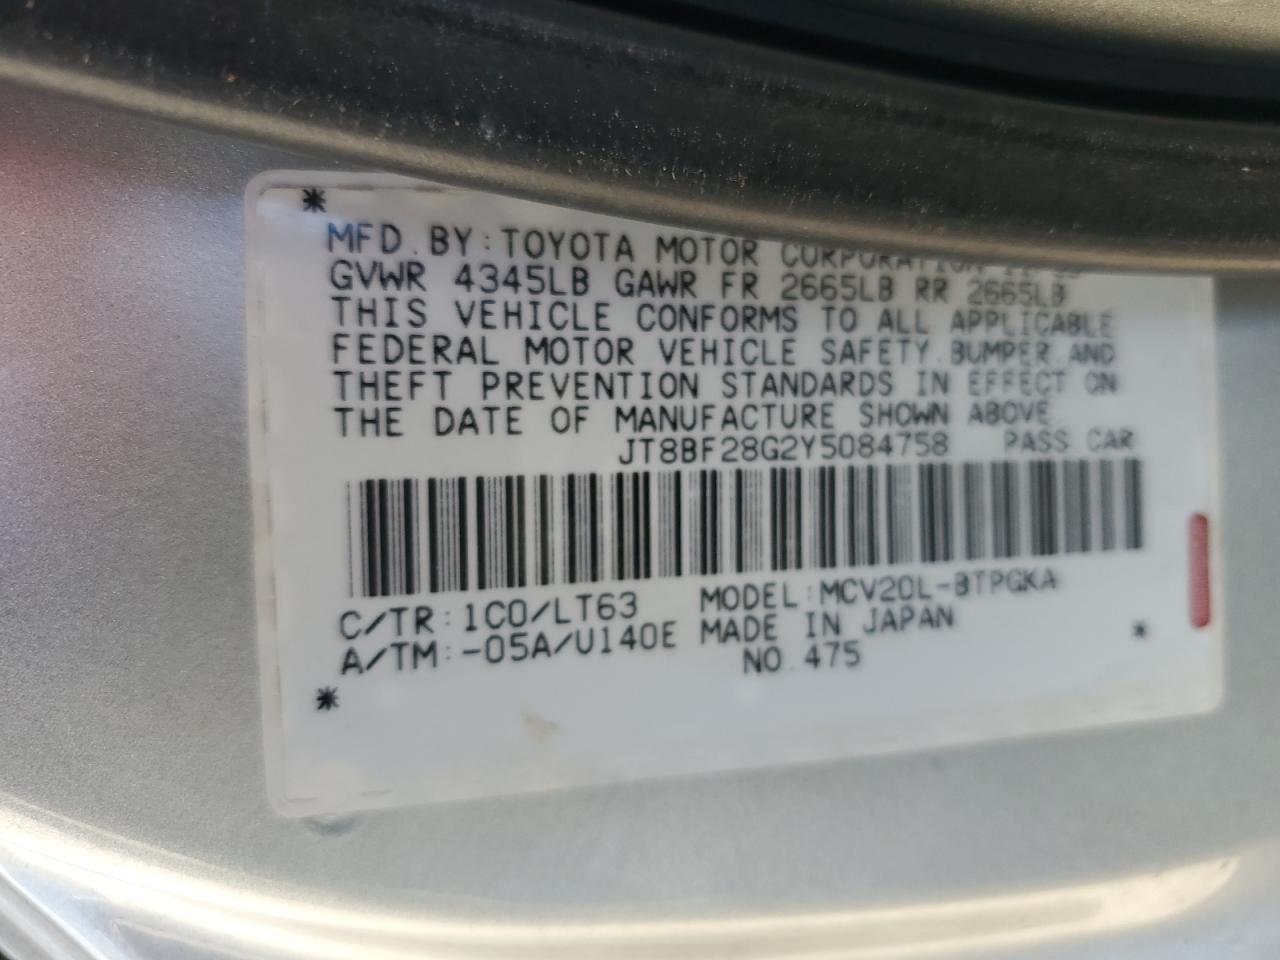 *
MFD. BY: TOYOTA MOTOR CORPORATION
GVWR 4345LB GAWR FR 2665LB RR 2665LB
THIS VEHICLE CONFORMS TO ALL APPLICABLE
FEDERAL MOTOR VEHICLE SAFETY. BUMPER. AND
THEFT PREVENTION STANDARDS IN EFFECT ON
THE DATE OF MANUFACTURE SHOWN ABOVE
JT8BF28G2Y5084758 PASS. CAR
C/TR: 1C0/LT63 MODEL: MCV20L-BTPGKA
A/TM: -05A/U140E MADE IN JAPAN *
* NO. 475